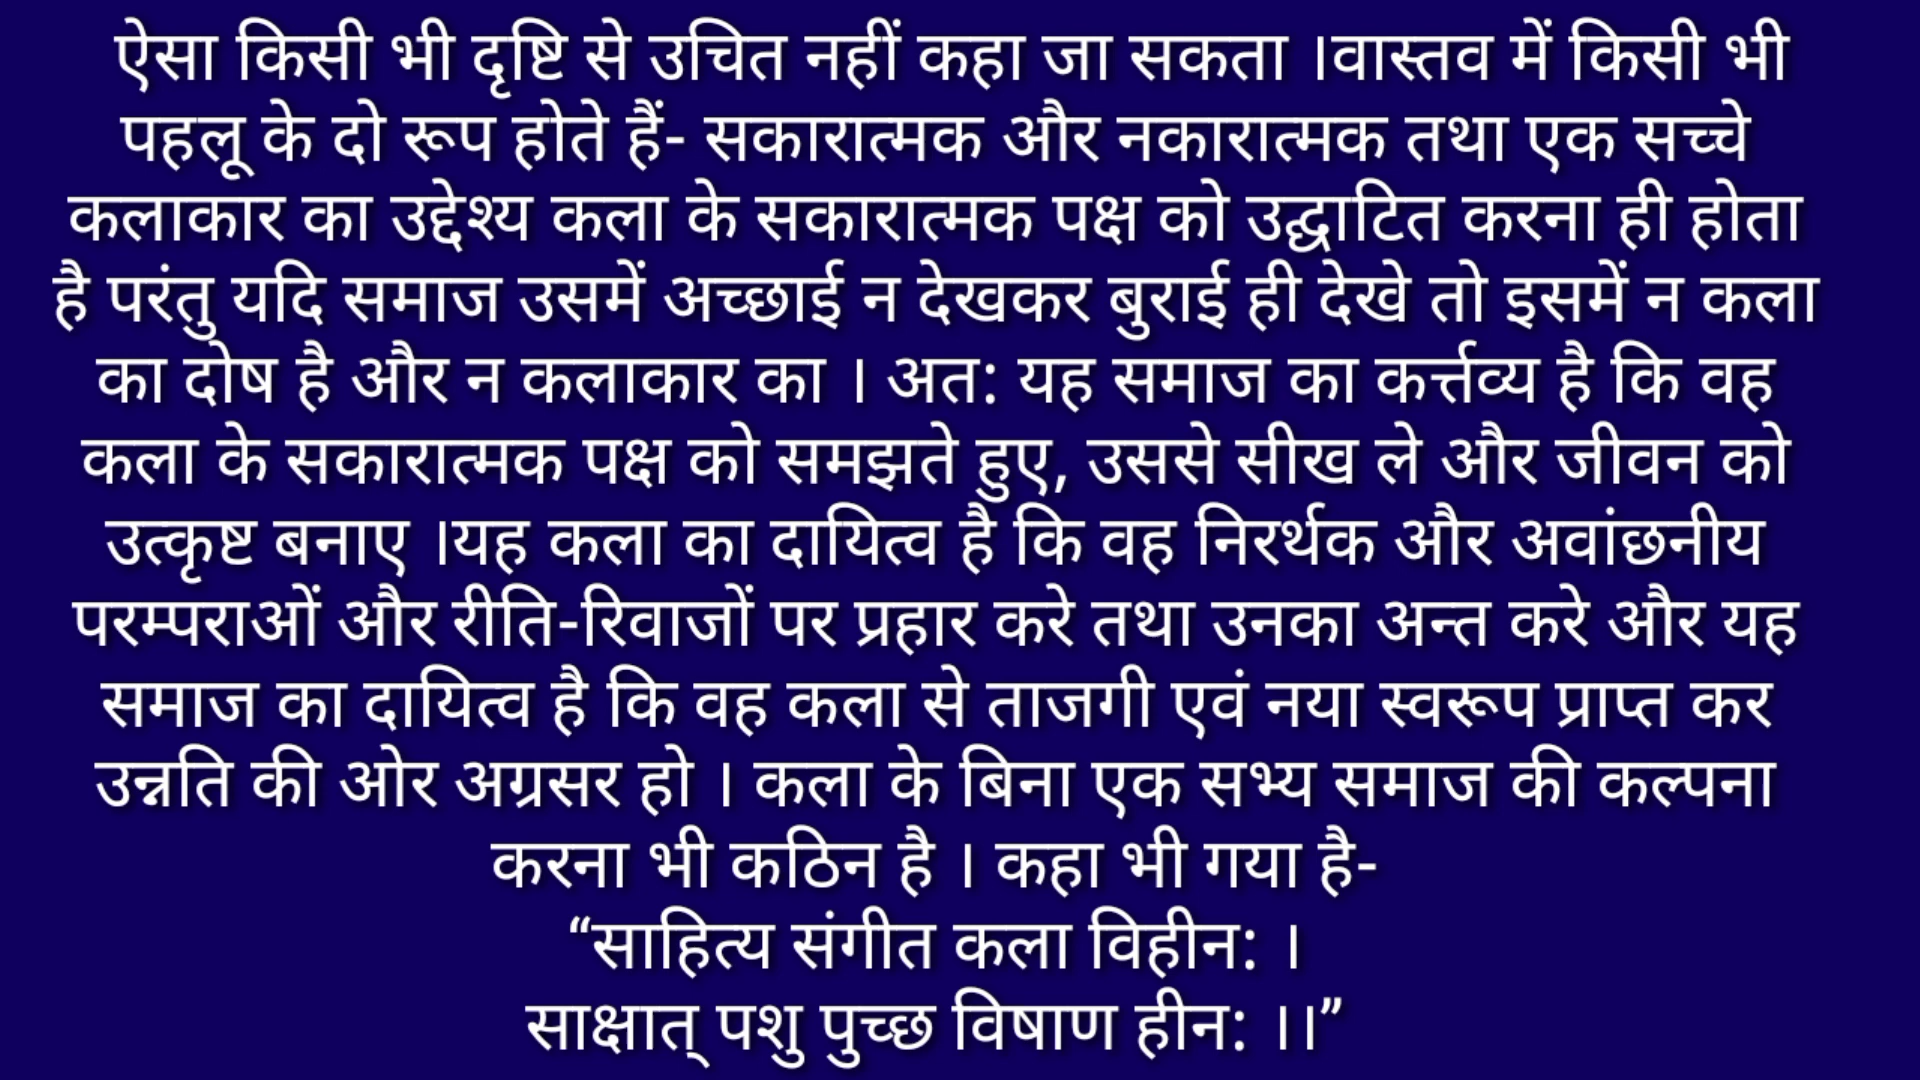 ऐसा किसी भी दृष्टि से उचित नहीं कहा जा सकता ।वास्तव में किसी भी
पहलू के दो रूप होते हैं- सकारात्मक और नकारात्मक तथा एक सच्चे
कलाकार का उद्देश्य कला के सकारात्मक पक्ष को उद्घाटित करना ही होता
है परंतु यदि समाज उसमें अच्छाई न देखकर बुराई ही देखे तो इसमें न कला
का दोष है और न कलाकार का । अत: यह समाज का कर्त्तव्य है कि वह
कला के सकारात्मक पक्ष को समझते हुए, उससे सीख ले और जीवन को
उत्कृष्ट बनाए ।यह कला का दायित्व है कि वह निरर्थक और अवांछनीय
परम्पराओं और रीति-रिवाजों पर प्रहार करे तथा उनका अन्त करे और यह
समाज का दायित्व है कि वह कला से ताजगी एवं नया स्वरूप प्राप्त कर
उन्नति की ओर अग्रसर हो । कला के बिना एक सभ्य समाज की कल्पना
करना भी कठिन है । कहा भी गया है-
“साहित्य संगीत कला विहीन: ।
साक्षात् पशु पुच्छ विषाण हीन: ।।”